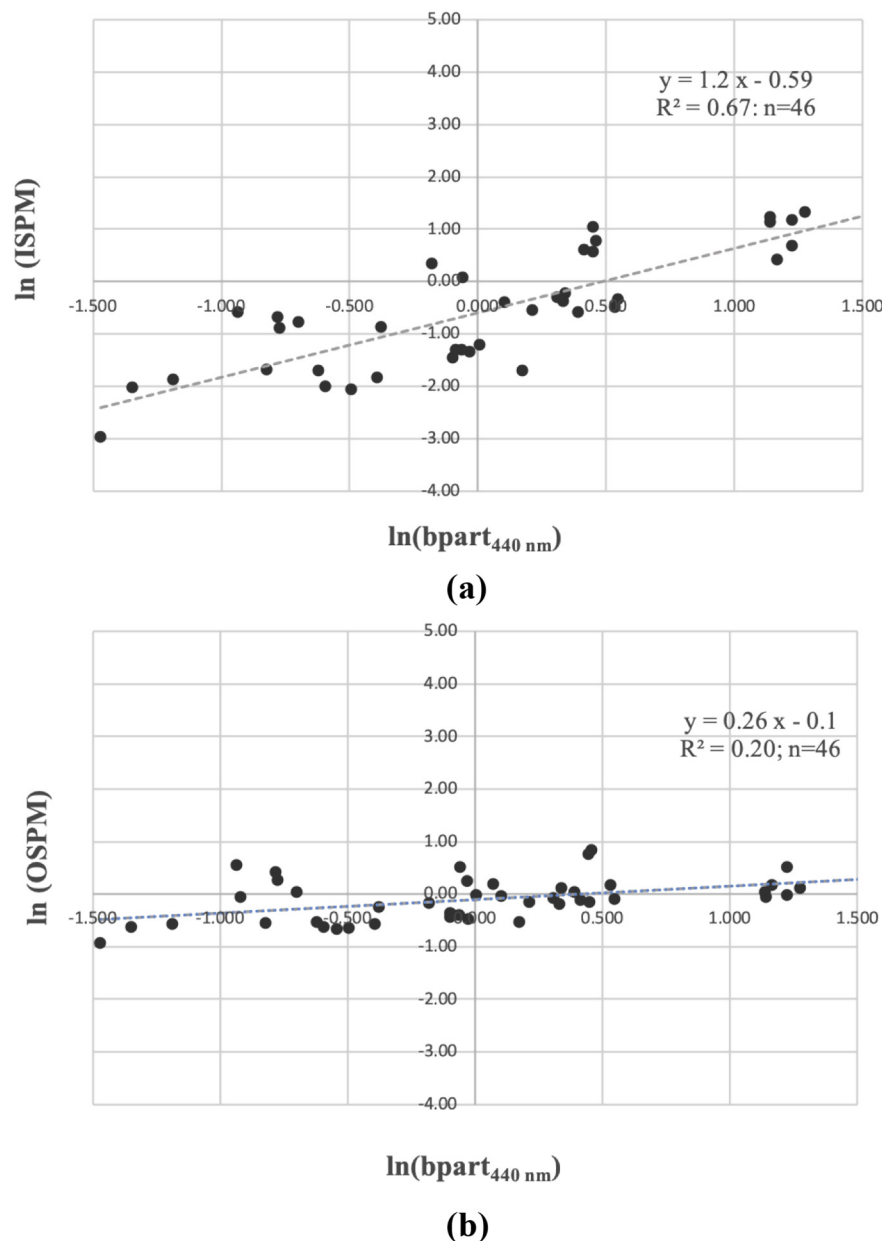 5.00
4.00
y = 1.2 x - 0.59
R² = 0.67: n=46
3.00
2.00
1.00
0.00
-1.500 -1.000 -0.500 0.000 0.500 1.000 1.500
-1.00
-2.00
-3.00
-4.00
ln (ISPM)
ln(bpart440 nm)
(a)
5.00
4.00
y = 0.26 x - 0.1
R² = 0.20; n=46
3.00
2.00
1.00
0.00
-1.500 -1.000 -0.500 0.000 0.500 1.000 1.500
-1.00
-2.00
-3.00
-4.00
ln (OSPM)
ln(bpart440 nm)
(b)